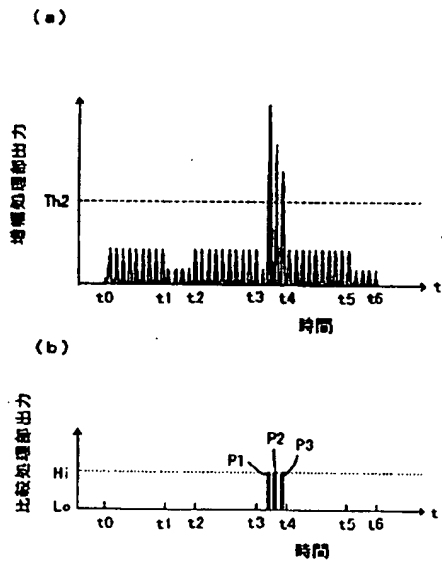 (a)
増幅処理部出力
Th2
t0 t1 t2 t3 t4 t5 t6 t
時間
(b)
比較処理部出力
P1 P2 P3
Hi
Lo
t0 t1 t2 t3 t4 t5 t6 t
時間